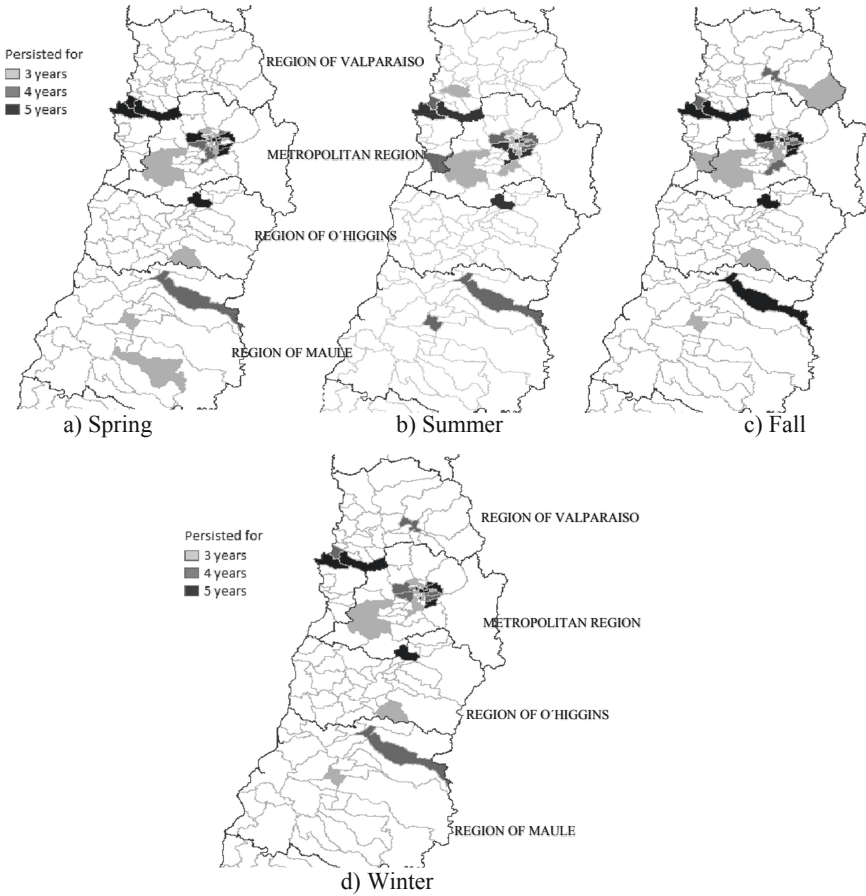 Persisted for
3 years
4 years
5 years
REGION OF VALPARAISO
METROPOLITAN REGION
REGION OF O´HIGGINS
REGION OF MAULE
a) Spring
b) Summer
c) Fall
Persisted for
3 years
4 years
5 years
REGION OF VALPARAISO
METROPOLITAN REGION
REGION OF O´HIGGINS
REGION OF MAULE
d) Winter